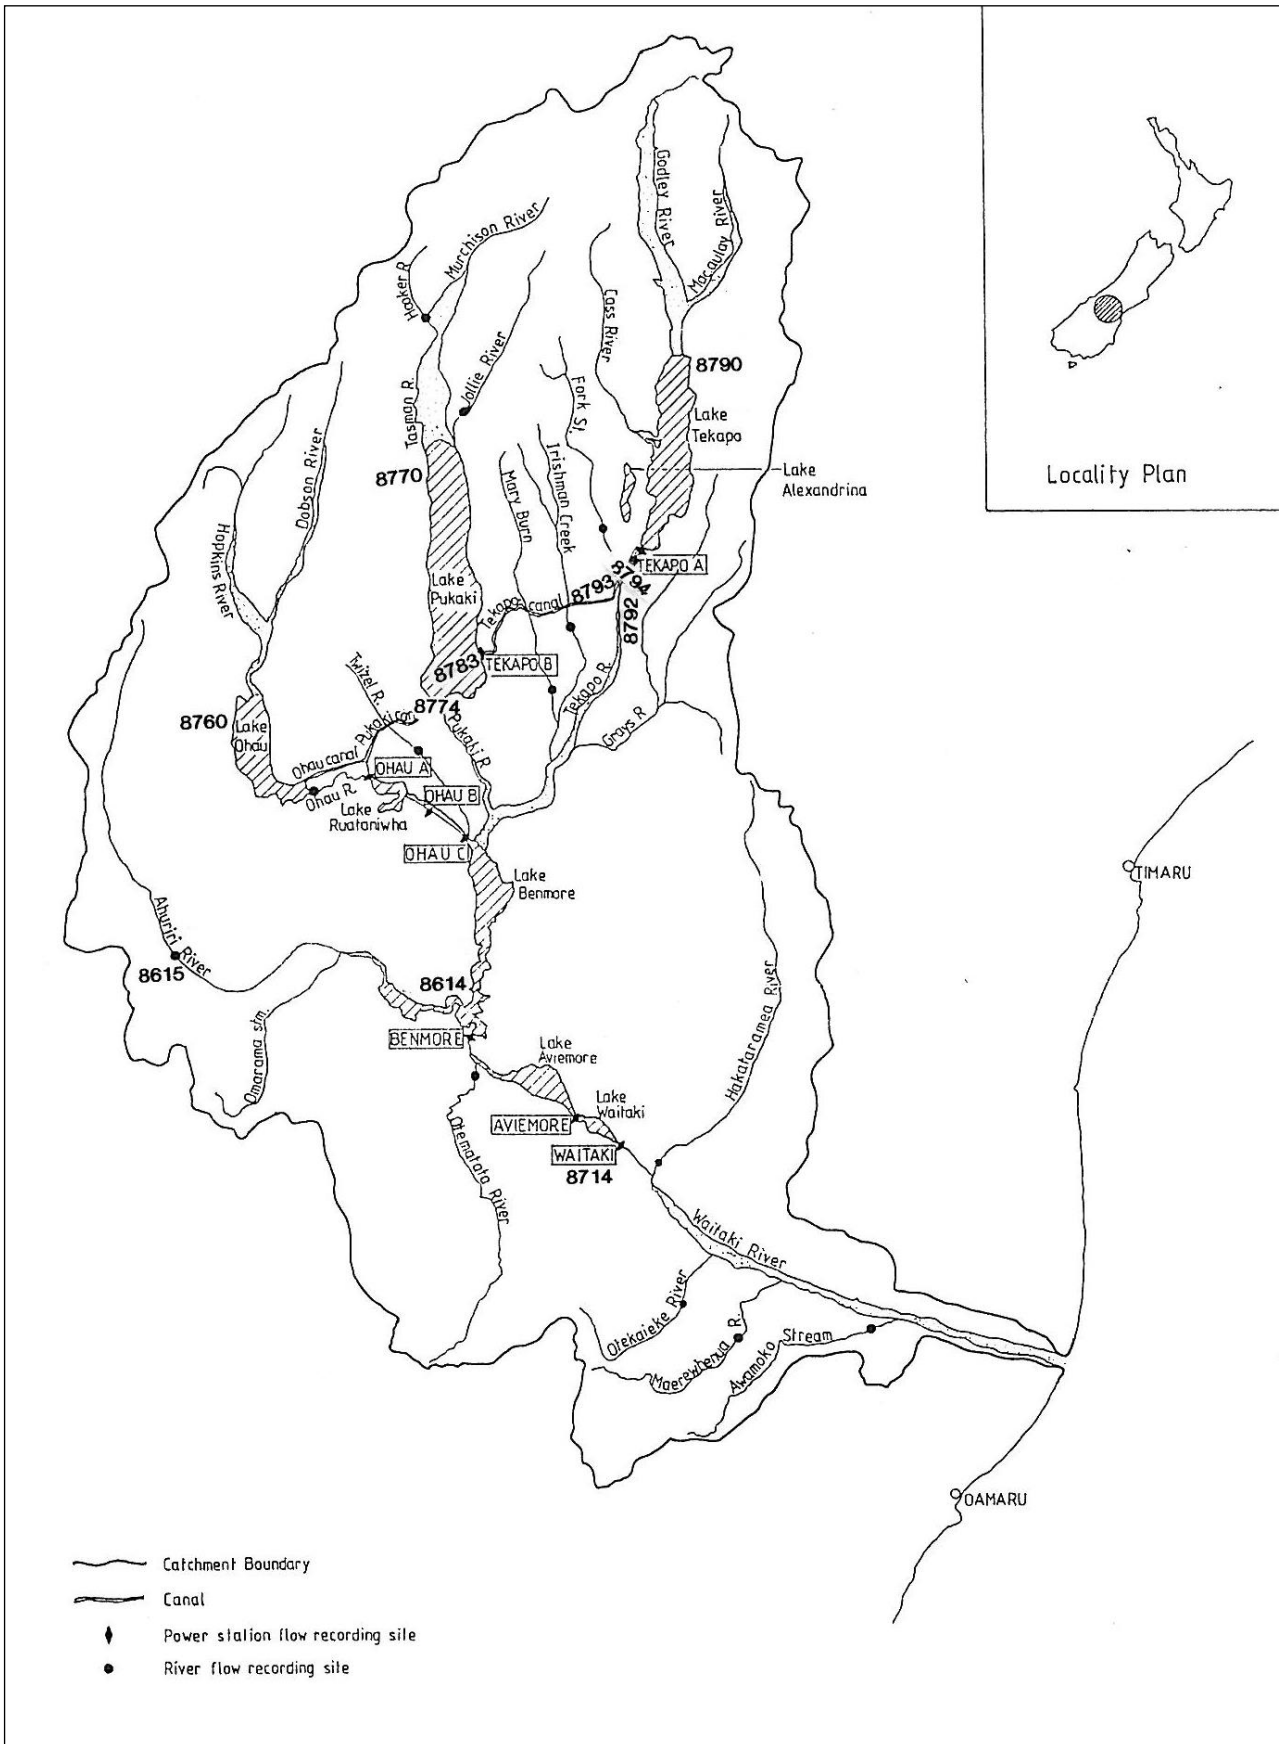 Godley River
Macaulay River
Murchison River
Hooker R.
Cass River
Jollie River
8790
Tasman R.
Fork St.
Lake
Tekapo
Dobson River
8770
Irishman Creek
Mary Burn
Lake
Alexandrina
Locality Plan
Hopkins River
TEKAPO A
8794
8793
Lake
Pukaki
Tekapo canal
8792
8783
TEKAPO B
Twizel R.
Tekapo R.
8774
8760
Lake
Ohau
Pukaki can.
Pukaki R
Grays R
Ohau canal
OHAU A
Ohau R.
OHAU B
Lake
Ruataniwha
OHAU C
Lake
Benmore
TIMARU
Ahuriri River
8615
8614
Hakataramea River
Omarama stm.
BENMORE
Lake
Aviemore
Lake
Waitaki
AVIEMORE
WAITAKI
8714
Otematata River
Waitaki River
Otekaieke River
Maerewhenua R.
Awamoko Stream
OAMARU
Catchment Boundary
Canal
Power station flow recording site
River flow recording site